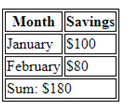 Month Savings
January $100
February $80
Sum: $180